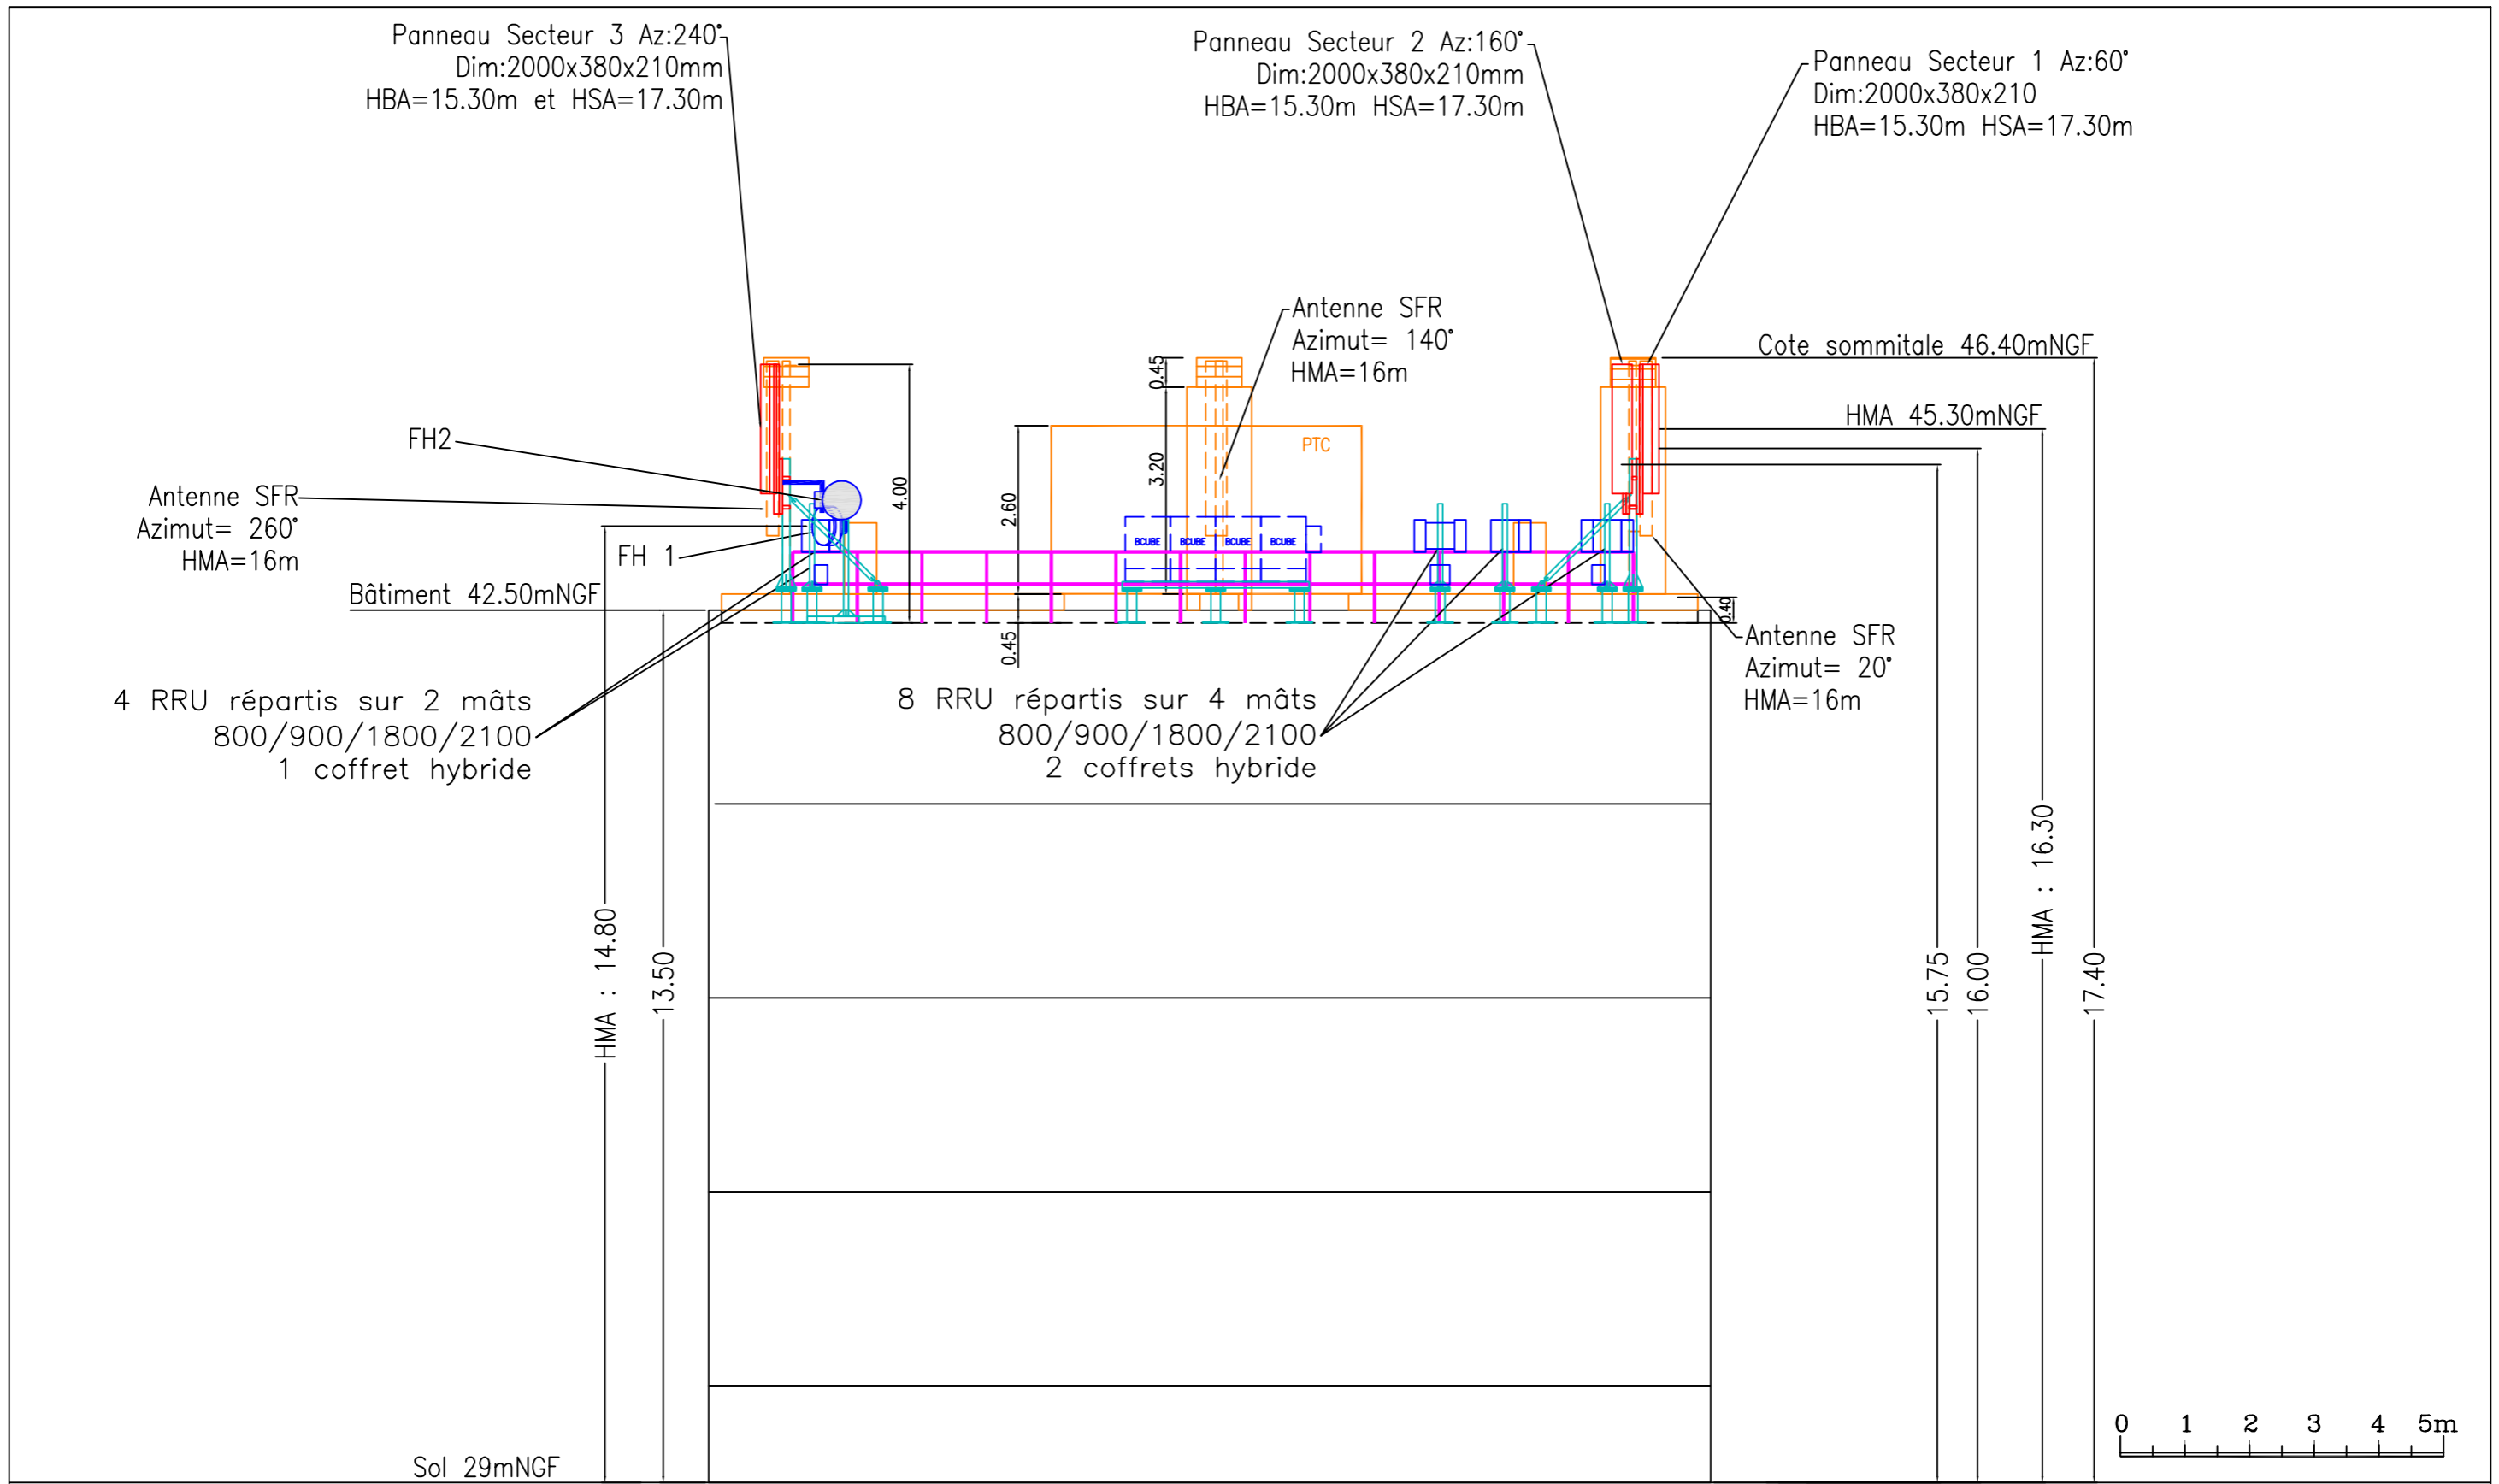 Panneau Secteur 3 Az:240°
Dim:2000x380x210mm
HBA=15.30m et HSA=17.30m
Panneau Secteur 2 Az:160°
Dim:2000x380x210mm
HBA=15.30m HSA=17.30m
Panneau Secteur 1 Az:60°
Dim:2000x380x210
HBA=15.30m HSA=17.30m
Antenne SFR
Azimut= 140°
HMA=16m
Cote sommitale 46.40mNGF
HMA 45.30mNGF
FH2
Antenne SFR
Azimut= 260°
HMA=16m
FH 1
Bâtiment 42.50mNGF
4.00
2.60
0.45
3.20
0.45
PTC
BCUBE BCUBE BCUBE BCUBE
0.40
Antenne SFR
Azimut= 20°
HMA=16m
4 RRU répartis sur 2 mâts
800/900/1800/2100
1 coffret hybride
8 RRU répartis sur 4 mâts
800/900/1800/2100
2 coffrets hybride
HMA : 14.80
13.50
15.75
16.00
HMA : 16.30
17.40
Sol 29mNGF
0 1 2 3 4 5m